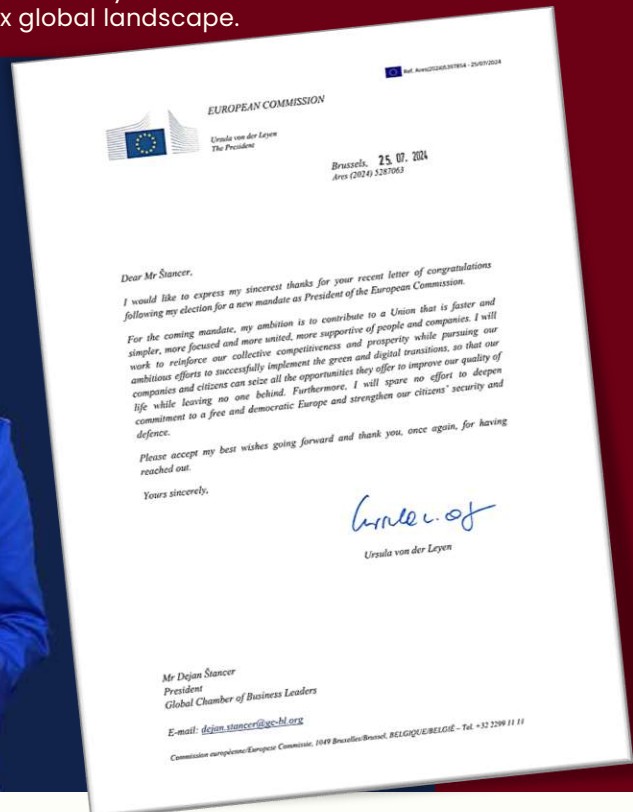 x global landscape.
Ref. Ares(2024)5397856 - 25/07/2024
EUROPEAN COMMISSION
Ursula von der Leyen
The President
Brussels, 25. 07. 2024
Ares (2024) 5287063
Dear Mr Štancer,
I would like to express my sincerest thanks for your recent letter of congratulations
following my election for a new mandate as President of the European Commission.
For the coming mandate, my ambition is to contribute to a Union that is faster and
simpler, more focused and more united, more supportive of people and companies. I will
work to reinforce our collective competitiveness and prosperity while pursuing our
ambitious efforts to successfully implement the green and digital transitions, so that our
companies and citizens can seize all the opportunities they offer to improve our quality of
life while leaving no one behind. Furthermore, I will spare no effort to deepen
commitment to a free and democratic Europe and strengthen our citizens' security and
defence.
Please accept my best wishes going forward and thank you, once again, for having
reached out.
Yours sincerely,
Ursula von der Leyen
Mr Dejan Štancer
President
Global Chamber of Business Leaders
E-mail: dejan.stancer@gc-bl.org
Commission européenne/Europese Commissie, 1049 Bruxelles/Brussel, BELGIQUE/BELGIË – Tel. +32 2299 11 11